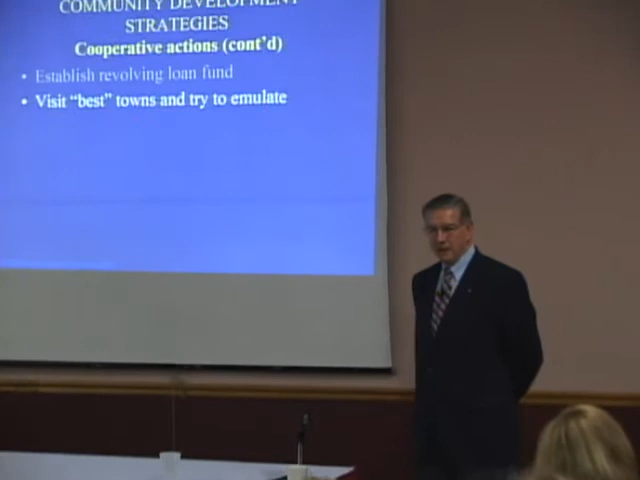 COMMUNITY DEVELOPMENT
STRATEGIES
Cooperative actions (cont'd)
• Establish revolving loan fund
• Visit "best" towns and try to emulate